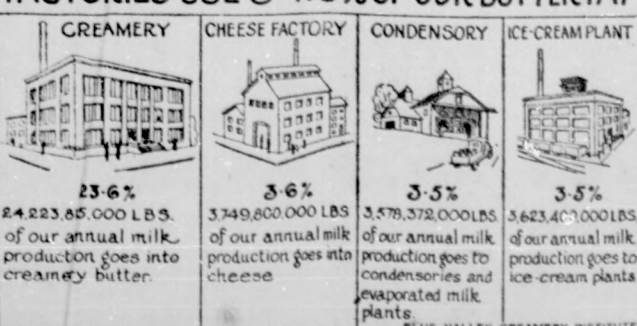 CREAMERY
23.6%
24,223,85,000 LBS.
of our annual milk
production goes into
creamery butter.
CHEESE FACTORY
3.6%
3,749,800,000 LBS
of our annual milk
production goes into
cheese
CONDENSORY
3.5%
3,578,372,000 LBS.
of our annual milk
production goes to
condensories and
evaporated milk
plants.
ICE-CREAM PLANT
3.5%
3,623,400,000 LBS
of our annual milk
production goes to
ice-cream plants